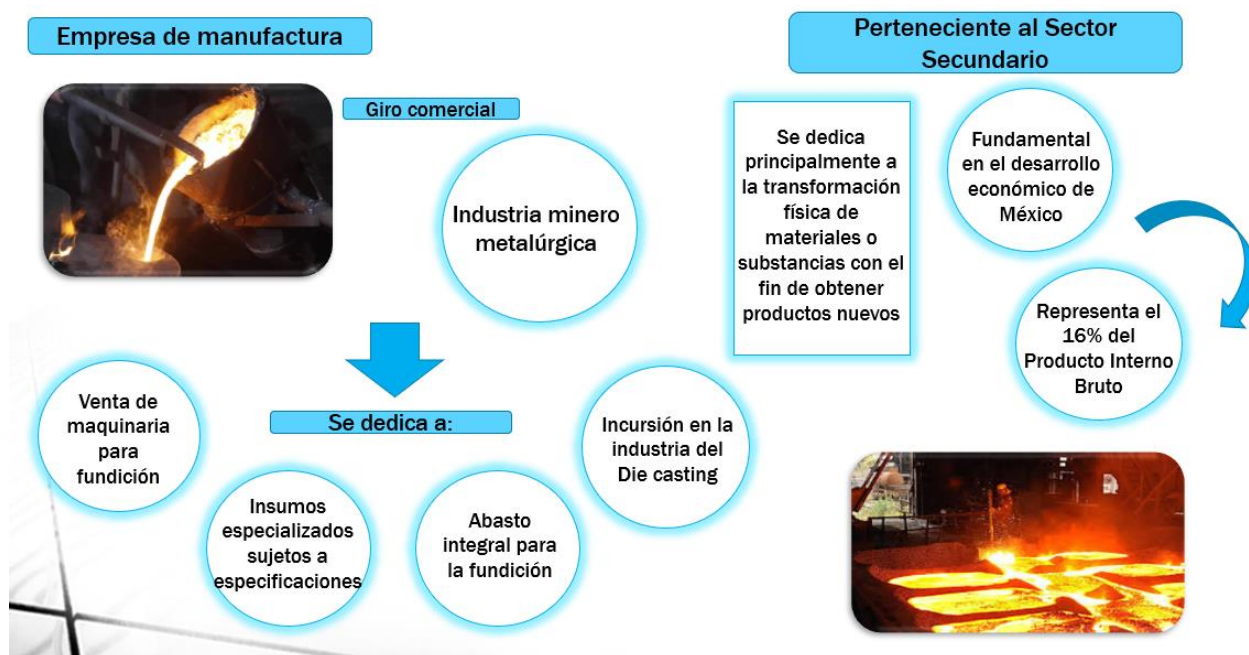 Empresa de manufactura
Giro comercial
Industria minero
metalúrgica
Se dedica a:
Venta de
maquinaria
para
fundición
Insumos
especializados
sujetos a
especificaciones
Abasto
integral para
la fundición
Incursión en la
industria del
Die casting
Perteneciente al Sector
Secundario
Se dedica
principalmente a
la transformación
física de
materiales o
substancias con el
fin de obtener
productos nuevos
Fundamental
en el desarrollo
económico de
México
Representa el
16% del
Producto Interno
Bruto